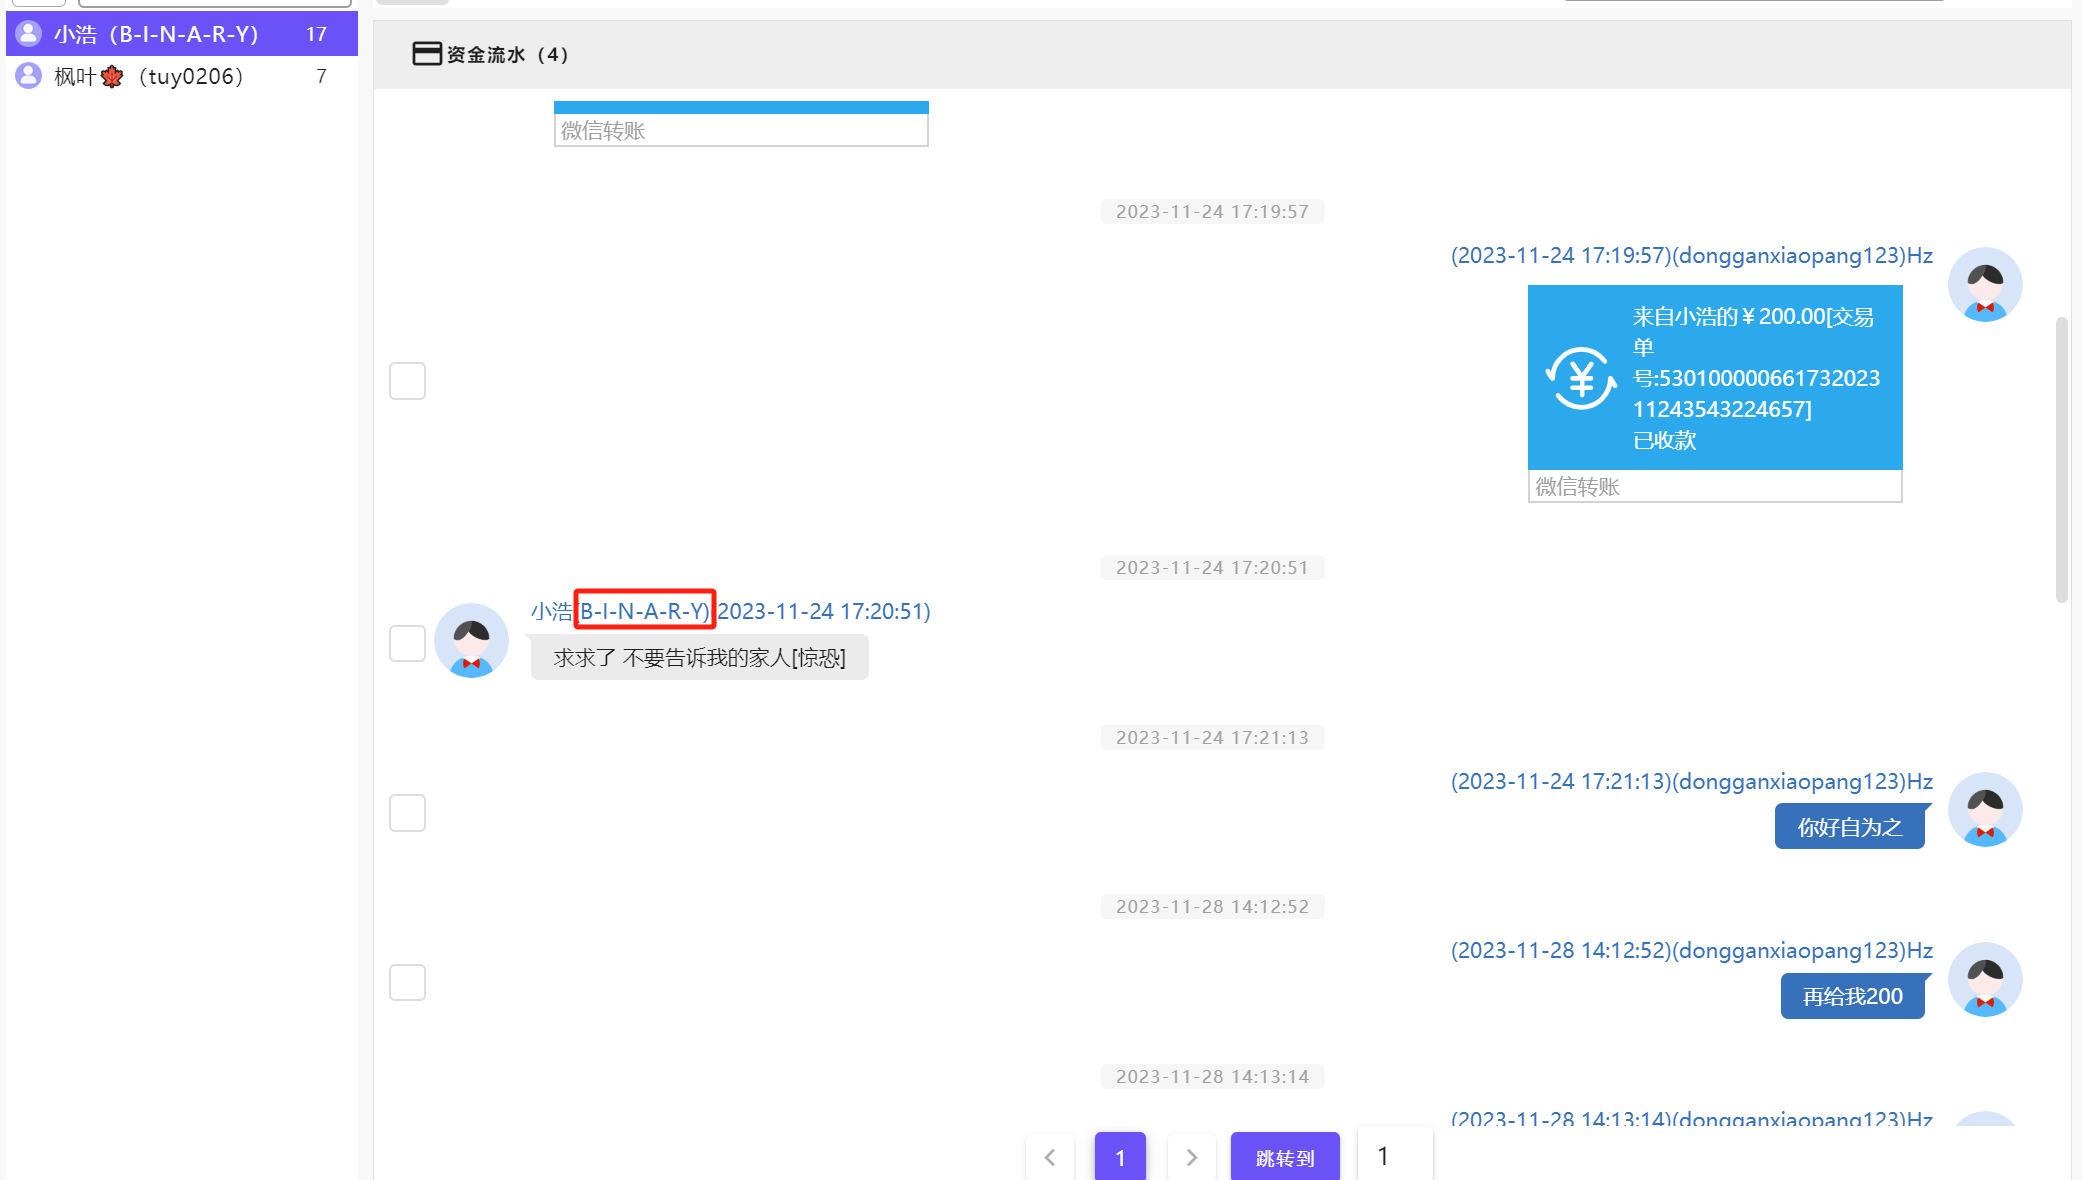 小浩（B-I-N-A-R-Y） 17
枫叶🍁（tuy0206） 7
资金流水（4）
微信转账
2023-11-24 17:19:57
(2023-11-24 17:19:57)(dongganxiaopang123)Hz
来自小浩的￥200.00[交易
单
号:530100000661732023
11243543224657]
已收款
微信转账
2023-11-24 17:20:51
小浩(B-I-N-A-R-Y)(2023-11-24 17:20:51)
求求了 不要告诉我的家人[惊恐]
2023-11-24 17:21:13
(2023-11-24 17:21:13)(dongganxiaopang123)Hz
你好自为之
2023-11-28 14:12:52
(2023-11-28 14:12:52)(dongganxiaopang123)Hz
再给我200
2023-11-28 14:13:14
(2023-11-28 14:13:14)(dongganxiaopang123)Hz
1 跳转到 1